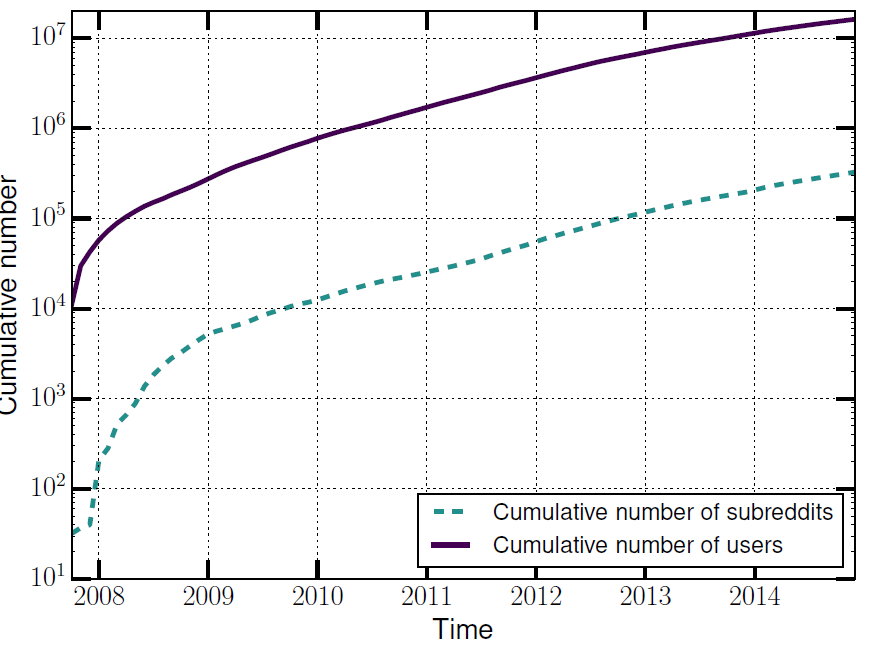 Cumulative number
10^7
10^6
10^5
10^4
10^3
10^2
10^1
Cumulative number of subreddits
Cumulative number of users
2008 2009 2010 2011 2012 2013 2014
Time